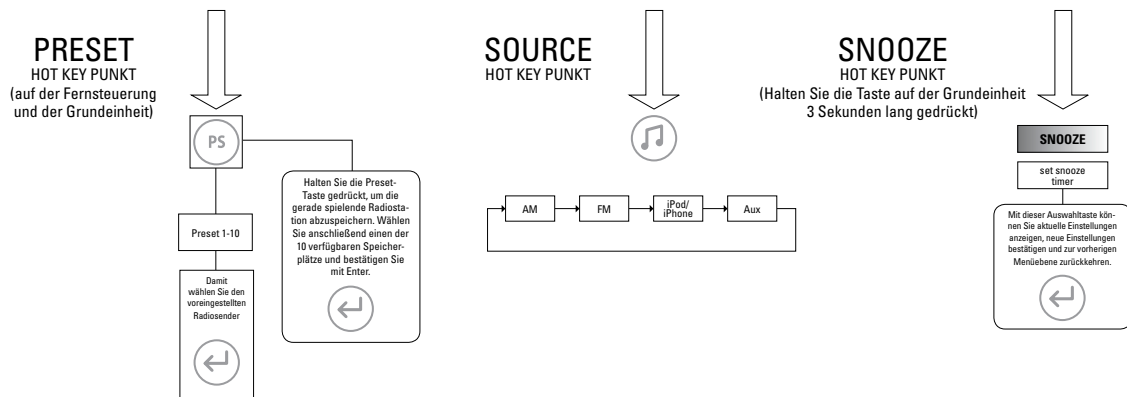 PRESET
HOT KEY PUNKT
(auf der Fernsteuerung
und der Grundeinheit)
PS
Halten Sie die Preset-
Taste gedrückt, um die
gerade spielende Radiosta-
tion abzuspeichern. Wählen
Sie anschließend einen der
10 verfügbaren Speicher-
plätze und bestätigen Sie
mit Enter.
Preset 1-10
Damit
wählen Sie den
voreingestellten
Radiosender
SOURCE
HOT KEY PUNKT
AM
FM
iPod/
iPhone
Aux
SNOOZE
HOT KEY PUNKT
(Halten Sie die Taste auf der Grundeinheit
3 Sekunden lang gedrückt)
SNOOZE
set snooze
timer
Mit dieser Auswahltaste kön-
nen Sie aktuelle Einstellungen
anzeigen, neue Einstellungen
bestätigen und zur vorherigen
Menüebene zurückkehren.